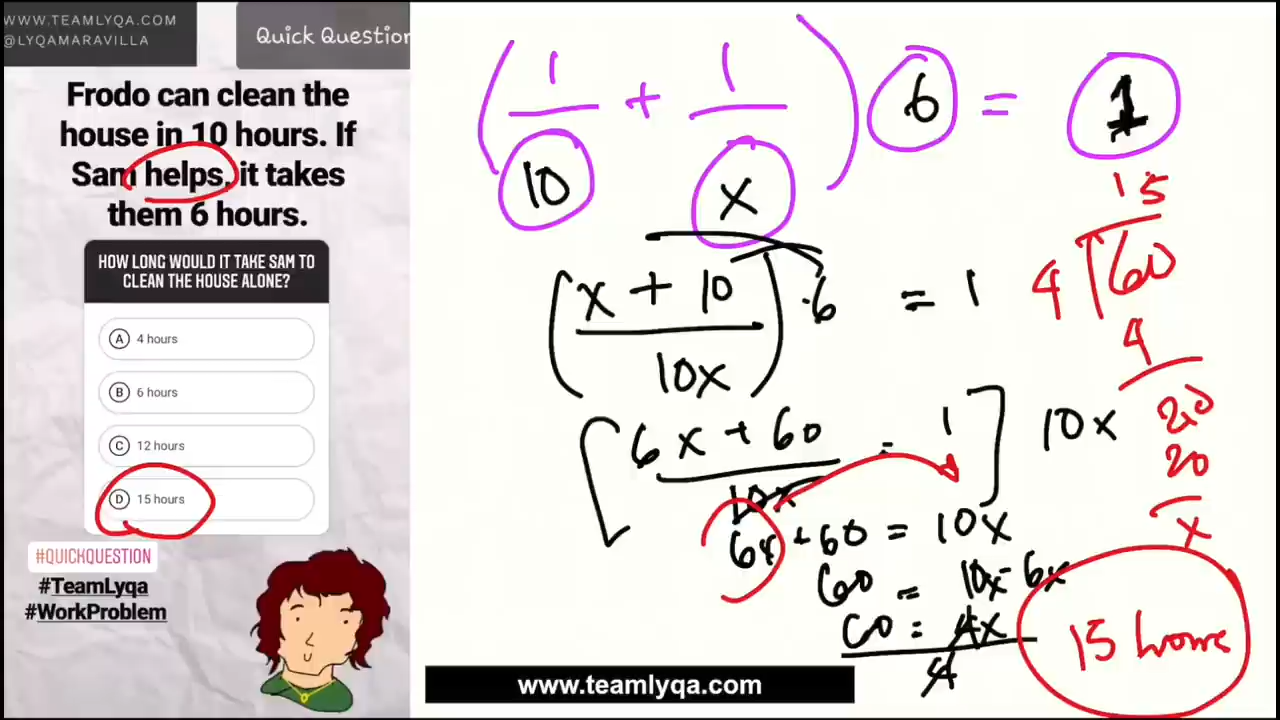 WWW.TEAMLYQA.COM
@LYQAMARAVILLA
Quick Question
Frodo can clean the
house in 10 hours. If
Sam helps, it takes
them 6 hours.
HOW LONG WOULD IT TAKE SAM TO
CLEAN THE HOUSE ALONE?
A 4 hours
B 6 hours
C 12 hours
D 15 hours
#QUICKQUESTION
#TeamLyqa
#WorkProblem
(1/10 + 1/x) 6 = 1
(x + 10 / 10x) · 6 = 1
[6x + 60 / 10x = 1] 10x
6x + 60 = 10x
60 = 10x - 6x
60 = 4x
4
15
4 60
4
20
20
x
15 hours
www.teamlyqa.com